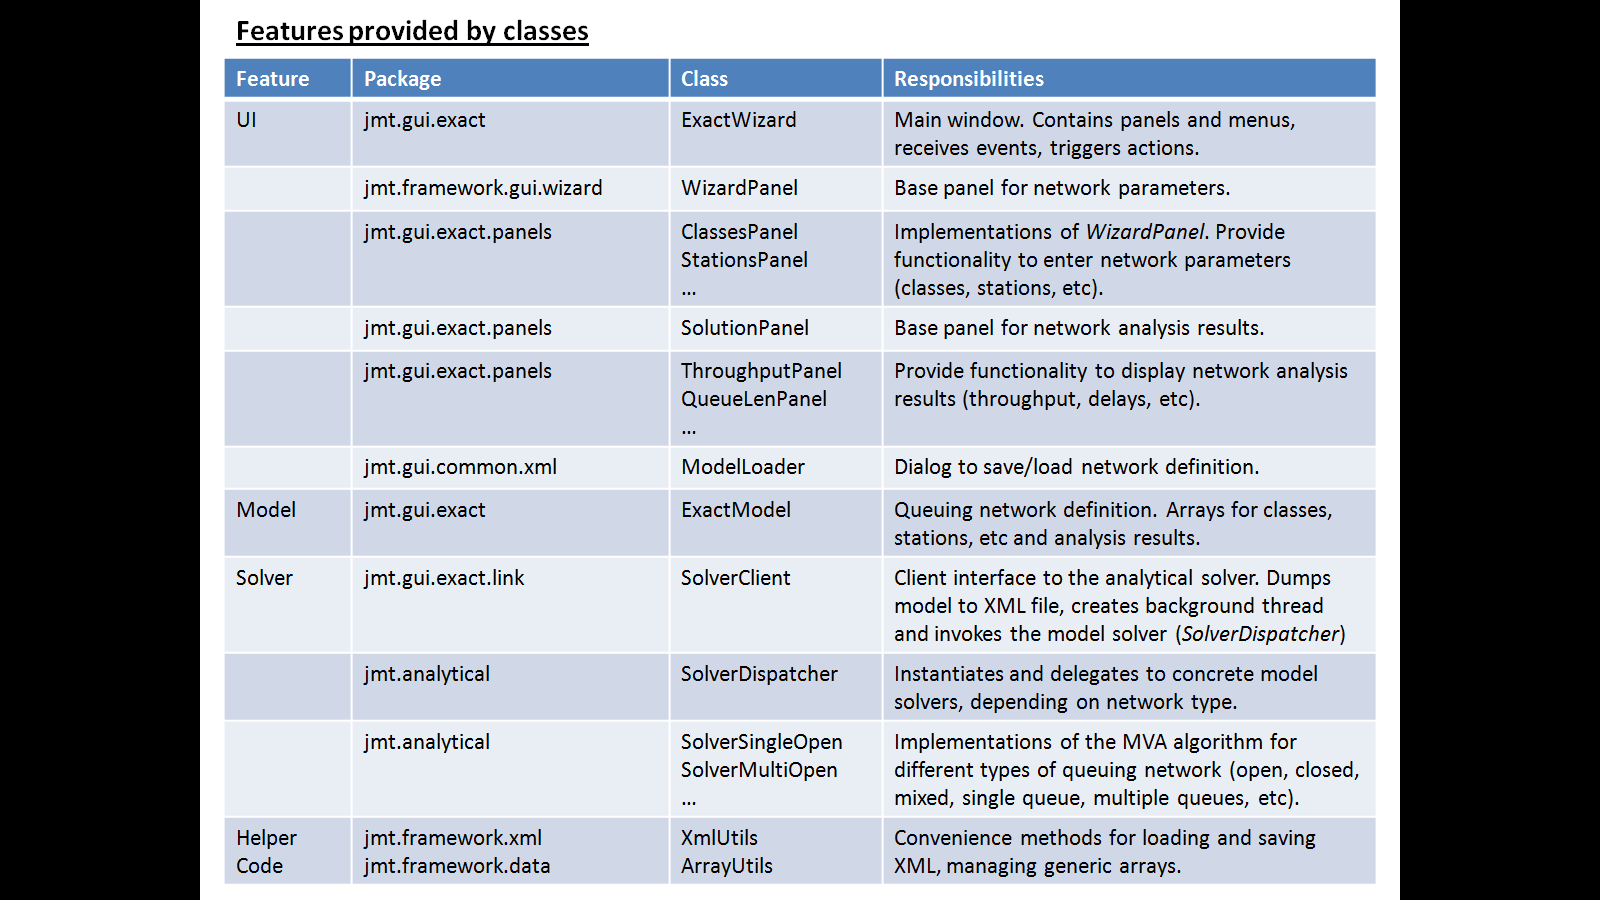 Features provided by classes
Feature Package Class Responsibilities
UI jmt.gui.exact ExactWizard Main window. Contains panels and menus,
receives events, triggers actions.
jmt.framework.gui.wizard WizardPanel Base panel for network parameters.
jmt.gui.exact.panels ClassesPanel Implementations of WizardPanel. Provide
StationsPanel functionality to enter network parameters
... (classes, stations, etc).
jmt.gui.exact.panels SolutionPanel Base panel for network analysis results.
jmt.gui.exact.panels ThroughputPanel Provide functionality to display network analysis
QueueLenPanel results (throughput, delays, etc).
...
jmt.gui.common.xml ModelLoader Dialog to save/load network definition.
Model jmt.gui.exact ExactModel Queuing network definition. Arrays for classes,
stations, etc and analysis results.
Solver jmt.gui.exact.link SolverClient Client interface to the analytical solver. Dumps
model to XML file, creates background thread
and invokes the model solver (SolverDispatcher)
jmt.analytical SolverDispatcher Instantiates and delegates to concrete model
solvers, depending on network type.
jmt.analytical SolverSingleOpen Implementations of the MVA algorithm for
SolverMultiOpen different types of queuing network (open, closed,
... mixed, single queue, multiple queues, etc).
Helper jmt.framework.xml XmlUtils Convenience methods for loading and saving
Code jmt.framework.data ArrayUtils XML, managing generic arrays.